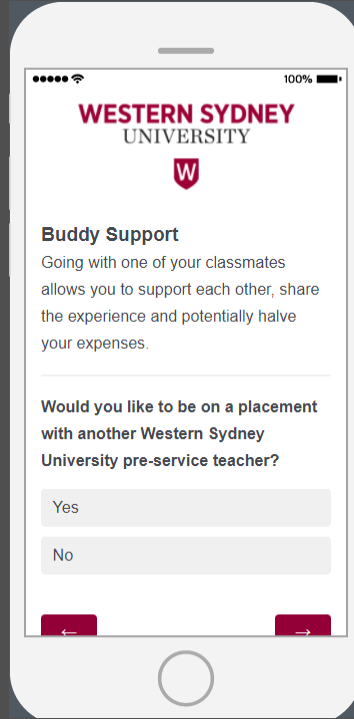 100%
WESTERN SYDNEY
UNIVERSITY
W
Buddy Support
Going with one of your classmates
allows you to support each other, share
the experience and potentially halve
your expenses.
Would you like to be on a placement
with another Western Sydney
University pre-service teacher?
Yes
No
← →